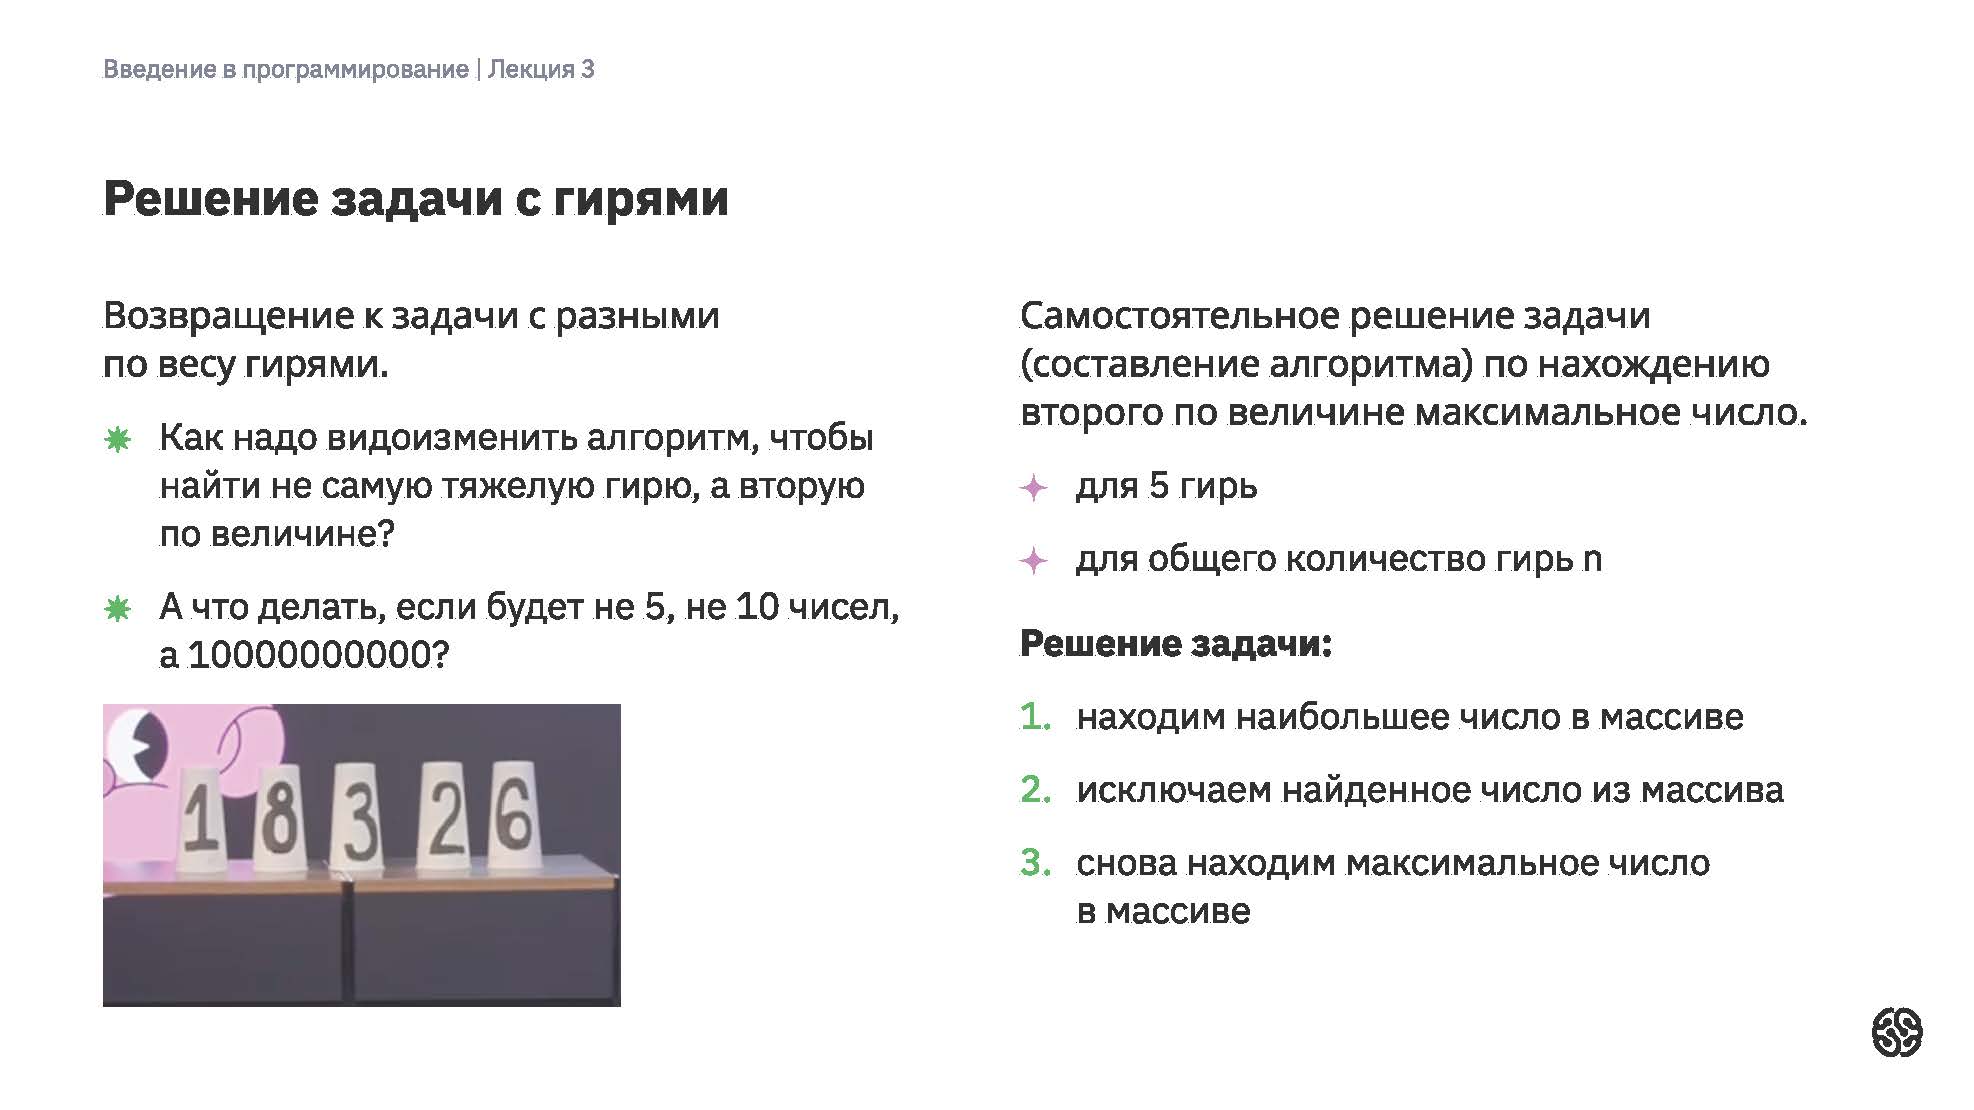 Введение в программирование | Лекция 3
Решение задачи с гирями
Возвращение к задачи с разными
по весу гирями.
Как надо видоизменить алгоритм, чтобы
найти не самую тяжелую гирю, а вторую
по величине?
А что делать, если будет не 5, не 10 чисел,
а 10000000000?
1 8 3 2 6
Самостоятельное решение задачи
(составление алгоритма) по нахождению
второго по величине максимальное число.
для 5 гирь
для общего количество гирь n
Решение задачи:
1. находим наибольшее число в массиве
2. исключаем найденное число из массива
3. снова находим максимальное число
в массиве